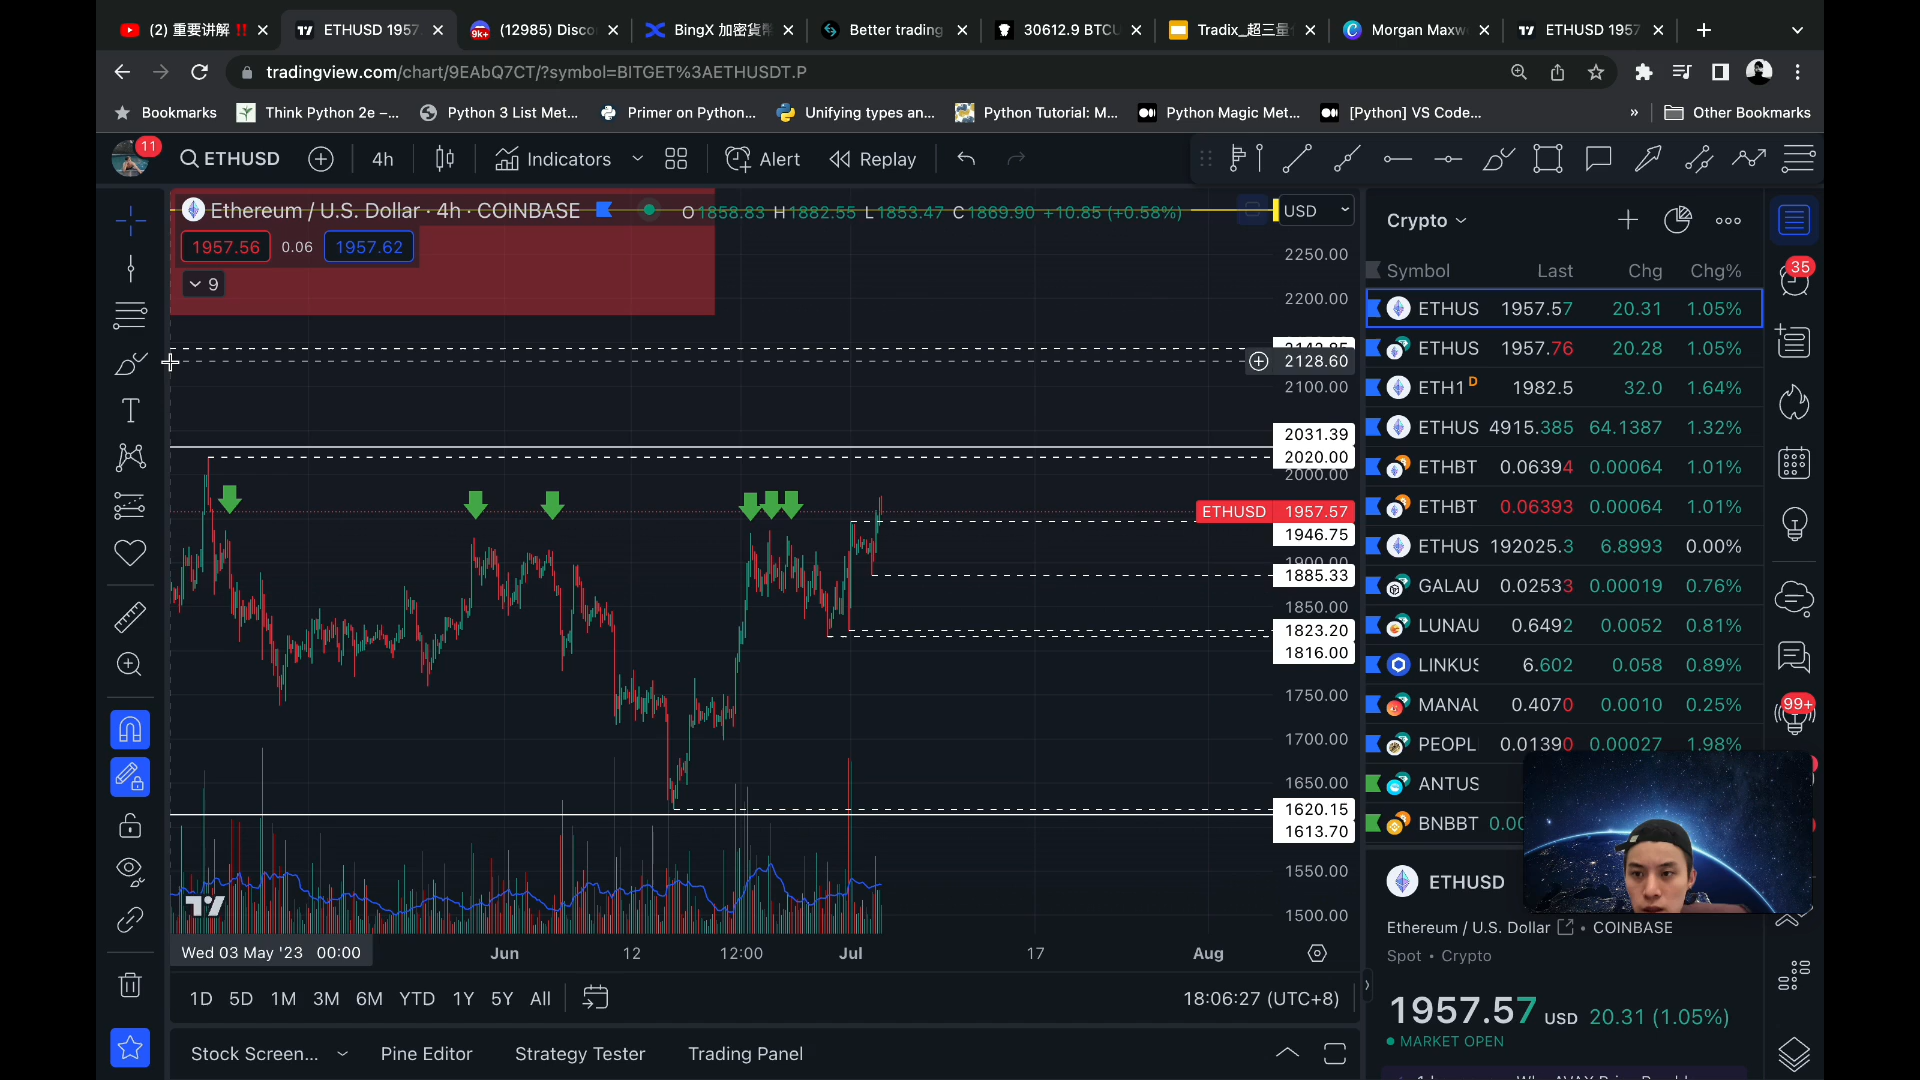 (2) 重要讲解 ‼️
ETHUSD 1957.
(12985) Disco
BingX 加密貨幣
Better trading
30612.9 BTCU
Tradix_超三量
Morgan Maxw
ETHUSD 1957
tradingview.com/chart/9EAbQ7CT/?symbol=BITGET%3AETHUSDT.P
Bookmarks
Think Python 2e –...
Python 3 List Met...
Primer on Python...
Unifying types an...
Python Tutorial: M...
Python Magic Met...
[Python] VS Code...
»
Other Bookmarks
11
ETHUSD
4h
Indicators
Alert
Replay
Ethereum / U.S. Dollar · 4h · COINBASE
O1858.83 H1882.55 L1853.47 C1869.90 +10.85 (+0.58%)
USD
1957.56 0.06 1957.62
9
2250.00
2200.00
2128.60
2100.00
2031.39
2020.00
2000.00
ETHUSD 1957.57
1946.75
1885.33
1850.00
1823.20
1816.00
1750.00
1700.00
1650.00
1620.15
1613.70
1550.00
1500.00
Wed 03 May '23 00:00
Jun
12
12:00
Jul
17
Aug
1D 5D 1M 3M 6M YTD 1Y 5Y All
18:06:27 (UTC+8)
Stock Screen...
Pine Editor
Strategy Tester
Trading Panel
Crypto
Symbol Last Chg Chg%
ETHUS 1957.57 20.31 1.05%
ETHUS 1957.76 20.28 1.05%
ETH1 D 1982.5 32.0 1.64%
ETHUS 4915.385 64.1387 1.32%
ETHBT 0.06394 0.00064 1.01%
ETHBT 0.06393 0.00064 1.01%
ETHUS 192025.3 6.8993 0.00%
GALAU 0.02533 0.00019 0.76%
LUNAU 0.6492 0.0052 0.81%
LINKUS 6.602 0.058 0.89%
MANAU 0.4070 0.0010 0.25%
PEOPL 0.01390 0.00027 1.98%
ANTUS
BNBBT 0.00
ETHUSD
Ethereum / U.S. Dollar • COINBASE
Spot • Crypto
1957.57 USD 20.31 (1.05%)
MARKET OPEN
35
99+